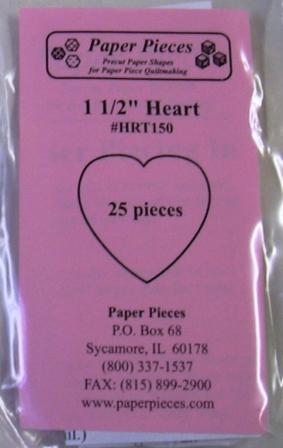 Paper Pieces
Precut Paper Shapes
for Paper Piece Quiltmaking
1 1/2" Heart
#HRT150
25 pieces
Paper Pieces
P.O. Box 68
Sycamore, IL 60178
(800) 337-1537
FAX: (815) 899-2900
www.paperpieces.com